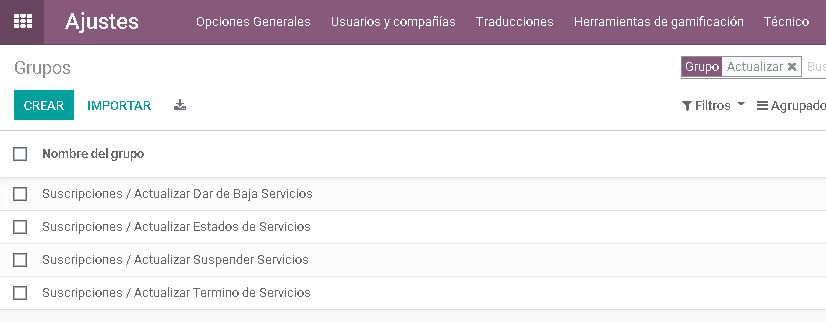 Ajustes Opciones Generales Usuarios y compañías Traducciones Herramientas de gamificación Técnico
Grupos
Grupo Actualizar ✖ Bus
CREAR IMPORTAR
Filtros Agrupado
Nombre del grupo
Suscripciones / Actualizar Dar de Baja Servicios
Suscripciones / Actualizar Estados de Servicios
Suscripciones / Actualizar Suspender Servicios
Suscripciones / Actualizar Termino de Servicios